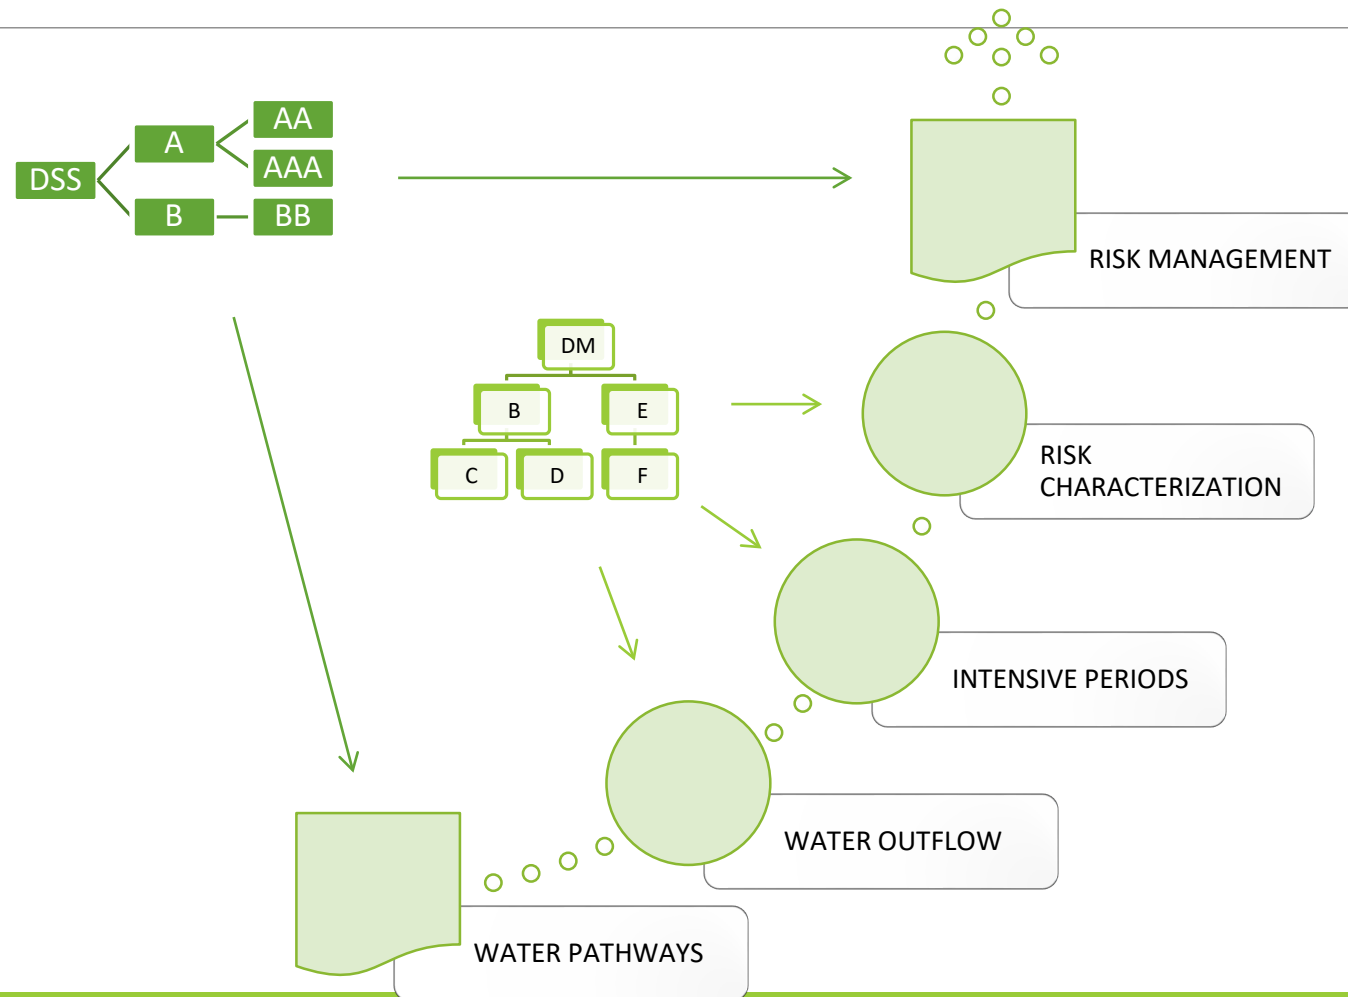 DSS
A
AA
AAA
B
BB
RISK MANAGEMENT
DM
B
E
C
D
F
RISK
CHARACTERIZATION
INTENSIVE PERIODS
WATER OUTFLOW
WATER PATHWAYS